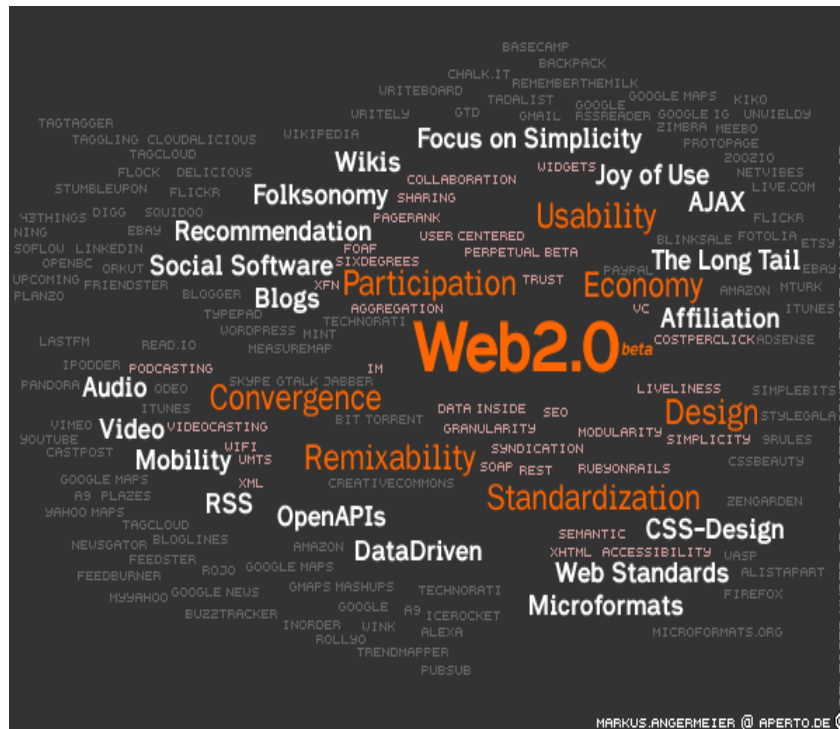 BASECAMP
BACKPACK
CHALK.IT
REMEMBERTHEMILK
WRITEBOARD
TADALIST
GOOGLE MAPS
KIKO
WRITELY
GTD
GMAIL
GOOGLE
RSSREADER
GOOGLE IG
UNWIELDY
TAGTAGGER
TAGGLING CLOUDALICIOUS
WIKIPEDIA
Focus on Simplicity
ZIMBRA MEEBO
PROTOPAGE
TAGCLOUD
Wikis
WIDGETS
Joy of Use
ZOOZIO
FLOCK DELICIOUS
COLLABORATION
NETVIBES
STUMBLEUPON FLICKR
Folksonomy
SHARING
AJAX
LIVE.COM
43THINGS DIGG SQUIDOO
PAGERANK
Usability
FLICKR
NING
EBAY
Recommendation
USER CENTERED
BLINKSALE FOTOLIA
ETSY
SOFLOW LINKEDIN
FOAF
PERPETUAL BETA
OPENBC ORKUT
Social Software
SIXDEGREES
The Long Tail
EBAY
UPCOMING FRIENDSTER
XFN
Participation
TRUST
PAYPAL
Economy
AMAZON MTURK
PLANZO
BLOGGER
Blogs
AGGREGATION
VC
Affiliation
ITUNES
TYPEPAD
TECHNORATI
WORDPRESS MINT
Web2.0 beta
COSTPERCLICK ADSENSE
LASTFM
READ.IO
MEASUREMAP
IPODDER PODCASTING
IM
PANDORA
Audio
ODEO
SKYPE GTALK JABBER
LIVELINESS
SIMPLEBITS
Convergence
ITUNES
DATA INSIDE
SEO
Design
STYLEGALA
VIMEO
Video
VIDEOCASTING
BIT TORRENT
GRANULARITY
MODULARITY
YOUTUBE
SIMPLICITY
9RULES
CASTPOST
WIFI
SYNDICATION
Mobility
UMTS
Remixability
SOAP REST
RUBYONRAILS
CSSBEAUTY
GOOGLE MAPS
XML
CREATIVECOMMONS
A9 PLAZES
RSS
Standardization
ZENGARDEN
YAHOO MAPS
OpenAPIs
TAGCLOUD
SEMANTIC
CSS-Design
NEWSGATOR
BLOGLINES
AMAZON
DataDriven
XHTML ACCESSIBILITY
WASP
FEEDSTER
FEEDBURNER
ROJO GOOGLE MAPS
Web Standards
ALISTAPART
MYYAHOO GOOGLE NEWS
GMAPS MASHUPS
TECHNORATI
FIREFOX
BUZZTRACKER
GOOGLE
A9 ICEROCKET
Microformats
INORDER WINK
ALEXA
MICROFORMATS.ORG
ROLLYO
TRENDMAPPER
PUBSUB
MARKUS.ANGERMEIER @ APERTO.DE